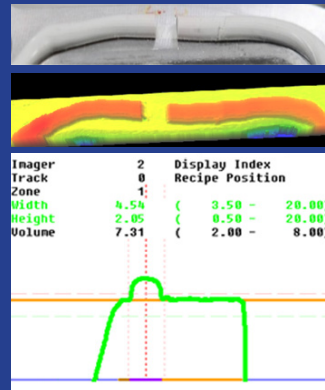 Imager 2 Display Index
Track 0 Recipe Position
Zone 1
Width 4.54 ( 3.50 - 20.00
Height 2.05 ( 0.50 - 20.00
Volume 7.31 ( 2.00 - 8.00